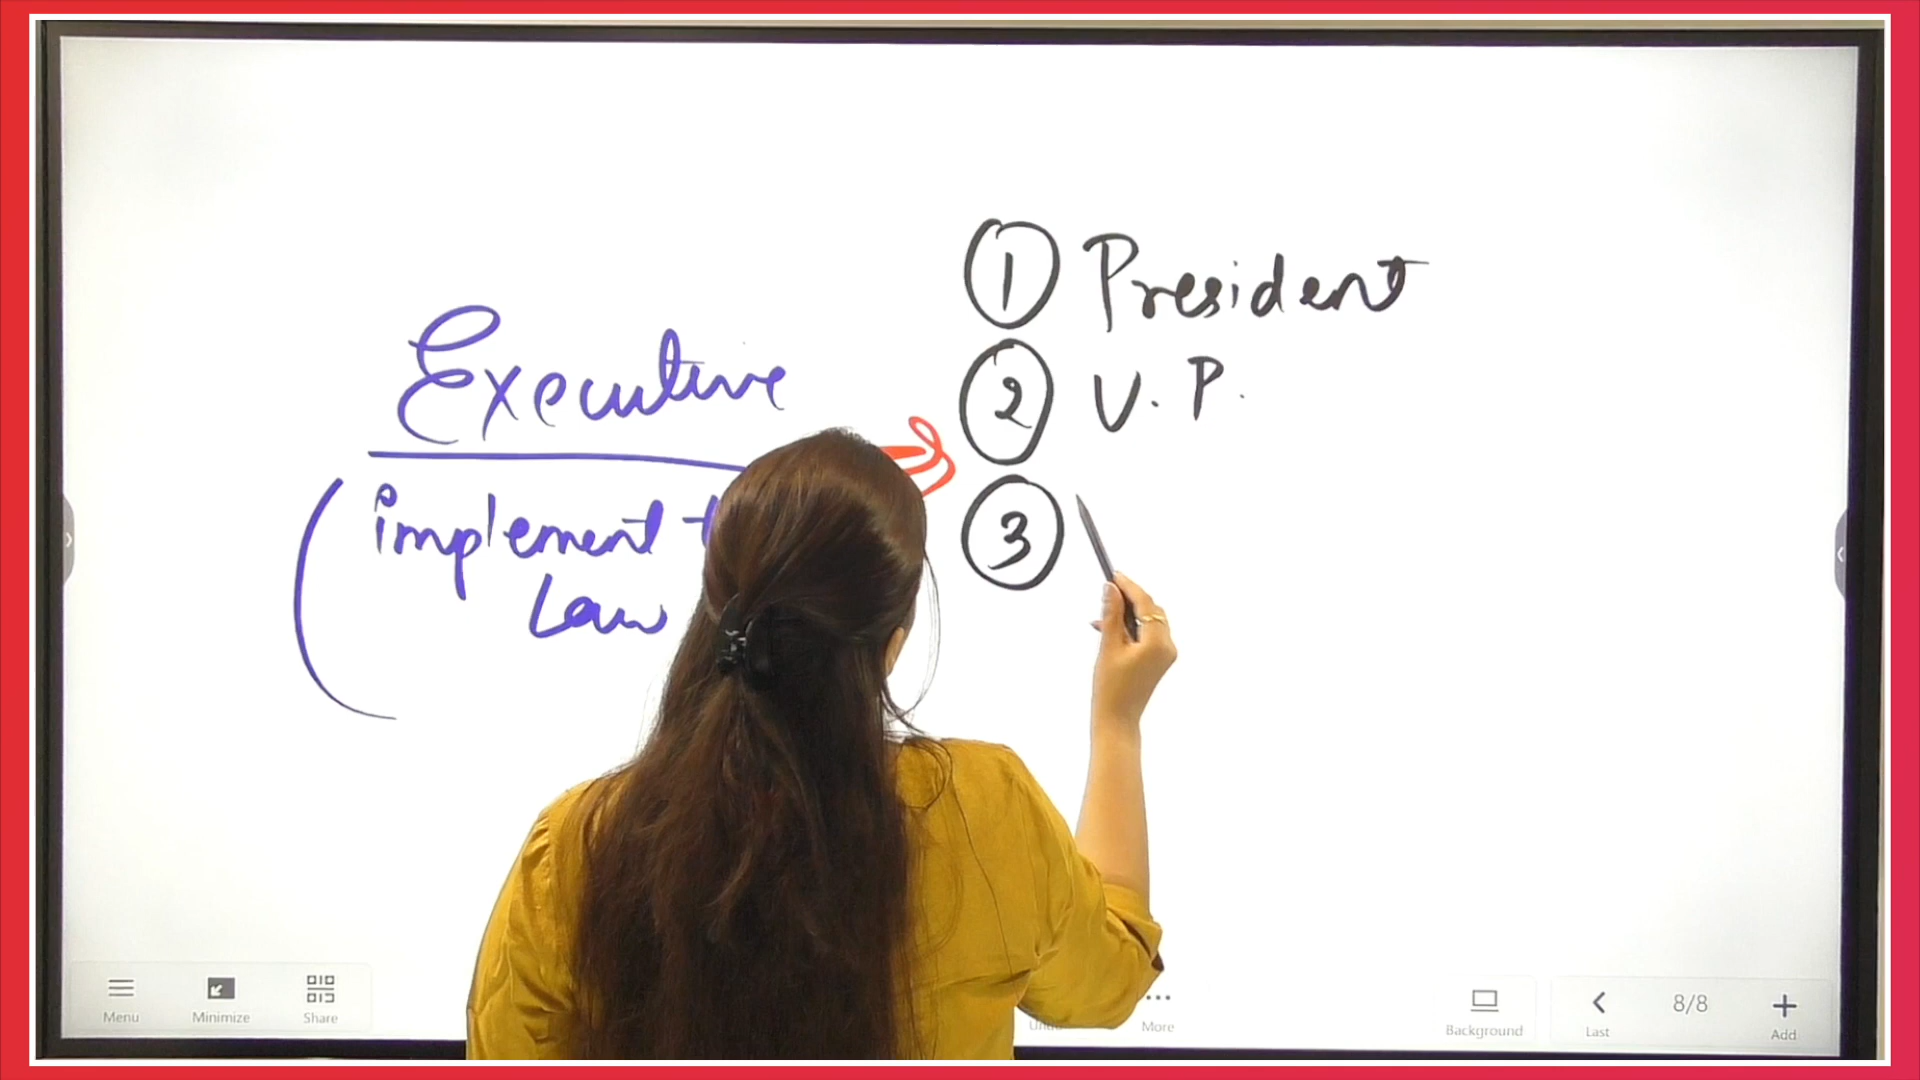 Executive
(implement
Law
① President
② V. P.
③
Menu
Minimize
Share
More
Background
Last
8/8
Add